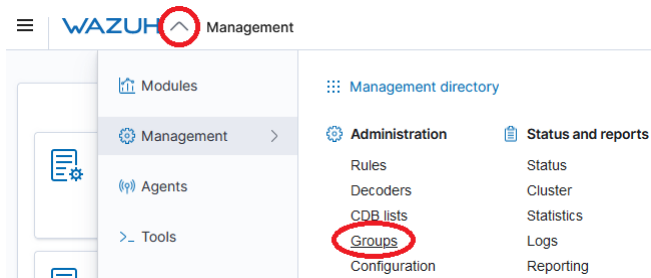 WAZUH Management
Modules
Management
Agents
Tools
Management directory
Administration
Rules
Decoders
CDB lists
Groups
Configuration
Status and reports
Status
Cluster
Statistics
Logs
Reporting